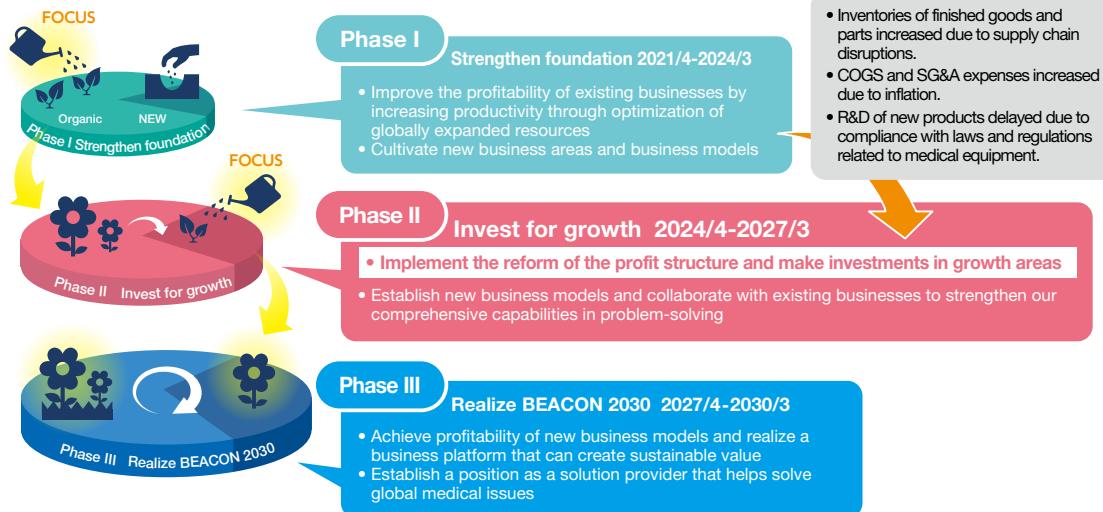 FOCUS
Organic
NEW
Phase I Strengthen foundation
Phase I
Strengthen foundation 2021/4-2024/3
• Improve the profitability of existing businesses by
increasing productivity through optimization of
globally expanded resources
• Cultivate new business areas and business models
• Inventories of finished goods and
parts increased due to supply chain
disruptions.
• COGS and SG&A expenses increased
due to inflation.
• R&D of new products delayed due to
compliance with laws and regulations
related to medical equipment.
FOCUS
Phase II Invest for growth
Phase II
Invest for growth 2024/4-2027/3
• Implement the reform of the profit structure and make investments in growth areas
• Establish new business models and collaborate with existing businesses to strengthen our
comprehensive capabilities in problem-solving
Phase III Realize BEACON 2030
Phase III
Realize BEACON 2030 2027/4-2030/3
• Achieve profitability of new business models and realize a
business platform that can create sustainable value
• Establish a position as a solution provider that helps solve
global medical issues